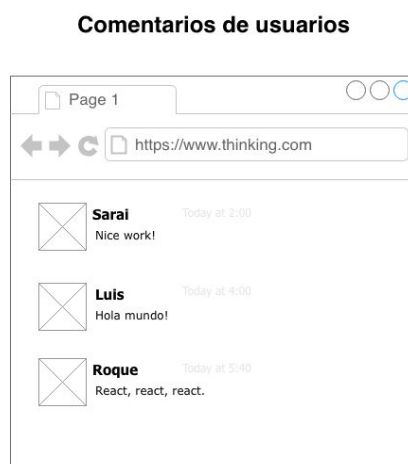 Comentarios de usuarios
Page 1
https://www.thinking.com
Sarai Today at 2:00
Nice work!
Luis Today at 4:00
Hola mundo!
Roque Today at 5:40
React, react, react.